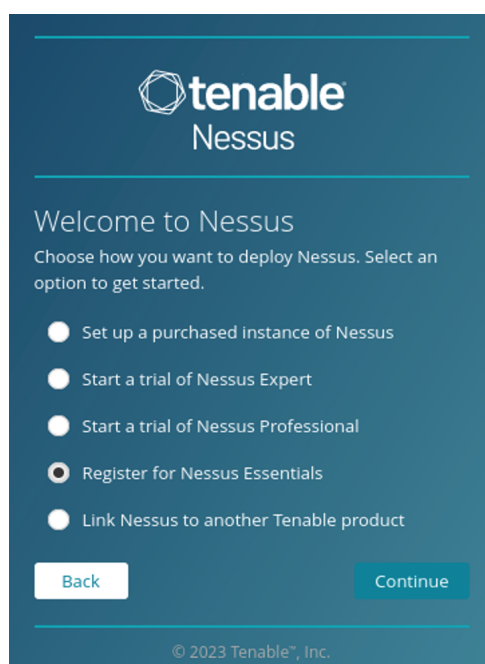 tenable
Nessus
Welcome to Nessus
Choose how you want to deploy Nessus. Select an
option to get started.
Set up a purchased instance of Nessus
Start a trial of Nessus Expert
Start a trial of Nessus Professional
Register for Nessus Essentials
Link Nessus to another Tenable product
Back
Continue
© 2023 Tenable™, Inc.